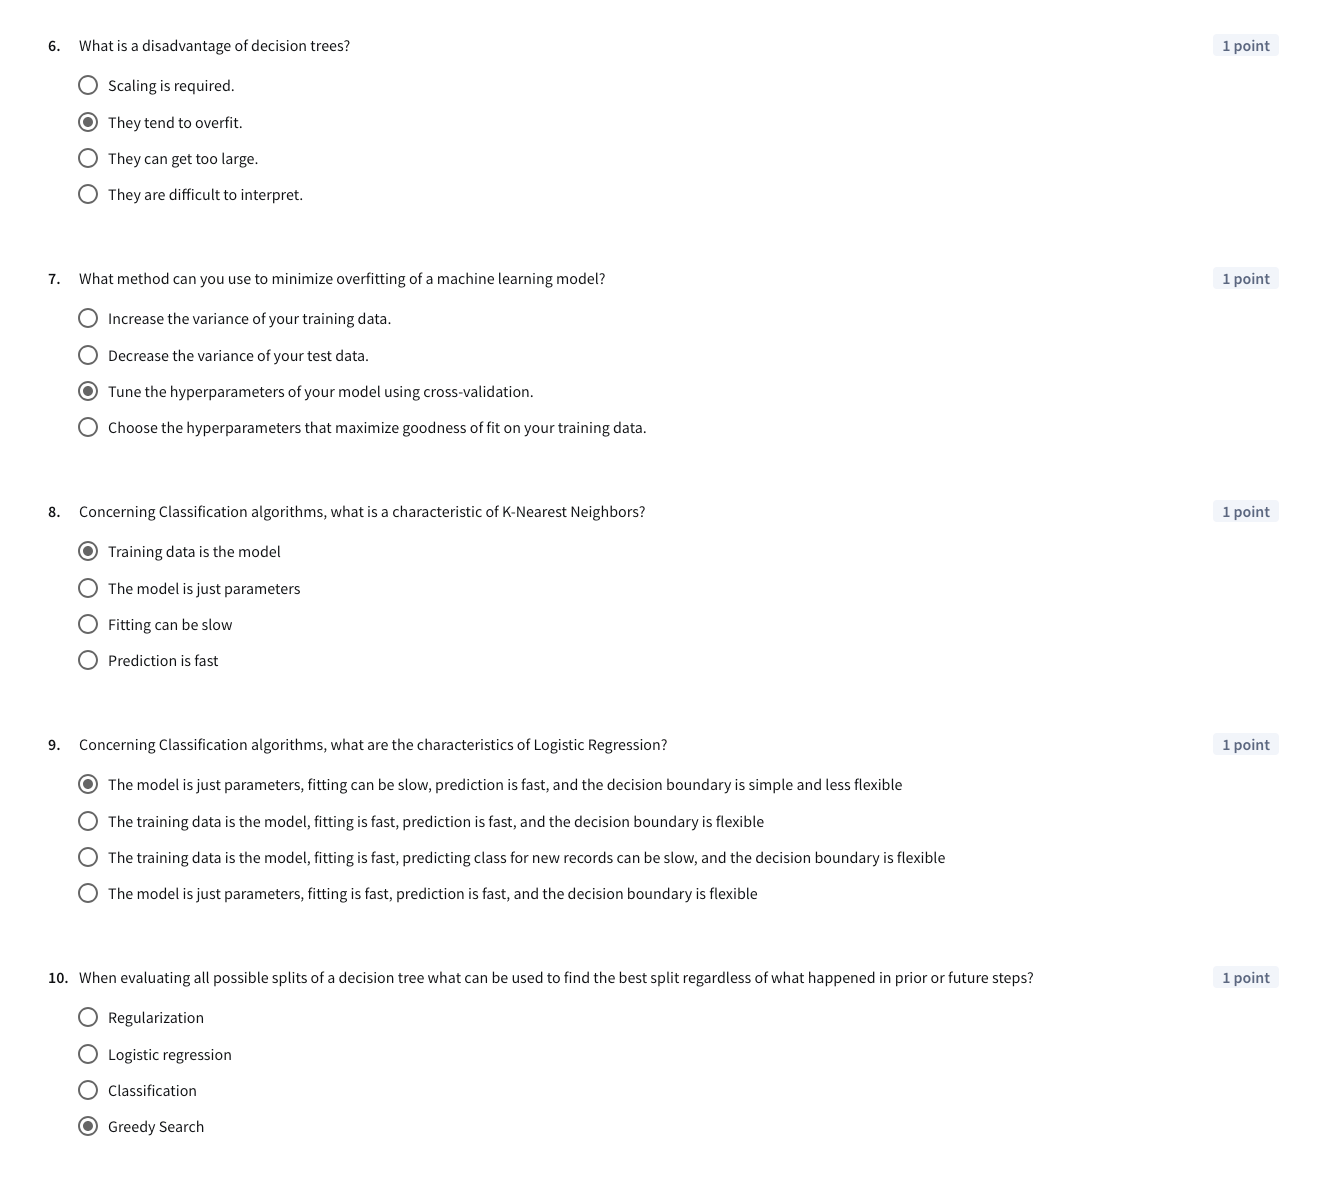 6. What is a disadvantage of decision trees? 1 point
Scaling is required.
They tend to overfit.
They can get too large.
They are difficult to interpret.
7. What method can you use to minimize overfitting of a machine learning model? 1 point
Increase the variance of your training data.
Decrease the variance of your test data.
Tune the hyperparameters of your model using cross-validation.
Choose the hyperparameters that maximize goodness of fit on your training data.
8. Concerning Classification algorithms, what is a characteristic of K-Nearest Neighbors? 1 point
Training data is the model
The model is just parameters
Fitting can be slow
Prediction is fast
9. Concerning Classification algorithms, what are the characteristics of Logistic Regression? 1 point
The model is just parameters, fitting can be slow, prediction is fast, and the decision boundary is simple and less flexible
The training data is the model, fitting is fast, prediction is fast, and the decision boundary is flexible
The training data is the model, fitting is fast, predicting class for new records can be slow, and the decision boundary is flexible
The model is just parameters, fitting is fast, prediction is fast, and the decision boundary is flexible
10. When evaluating all possible splits of a decision tree what can be used to find the best split regardless of what happened in prior or future steps? 1 point
Regularization
Logistic regression
Classification
Greedy Search